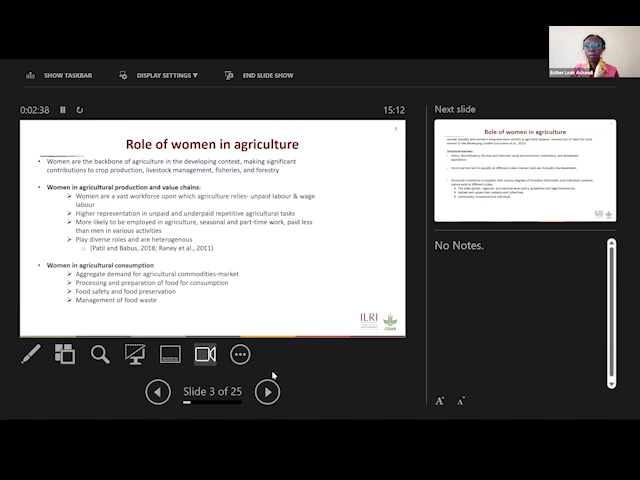 Esther Leah Achandi
SHOW TASKBAR
DISPLAY SETTINGS ▼
END SLIDE SHOW
0:02:38
15:12
Next slide
3
Role of women in agriculture
• Women are the backbone of agriculture in the developing context, making significant
contributions to crop production, livestock management, fisheries, and forestry
• Women in agricultural production and value chains:
➢ Women are a vast workforce upon which agriculture relies- unpaid labour & wage
labour
➢ Higher representation in unpaid and underpaid repetitive agricultural tasks
➢ More likely to be employed in agriculture, seasonal and part-time work, paid less
than men in various activities
➢ Play diverse roles and are heterogenous
o (Patil and Babus, 2018; Raney et al., 2011)
• Women in agricultural consumption
➢ Aggregate demand for agricultural commodities-market
➢ Processing and preparation of food for consumption
➢ Food safety and food preservation
➢ Management of food waste
ILRI
CGIAR
Role of women in agriculture
Structural barriers:
No Notes.
Slide 3 of 25
A A